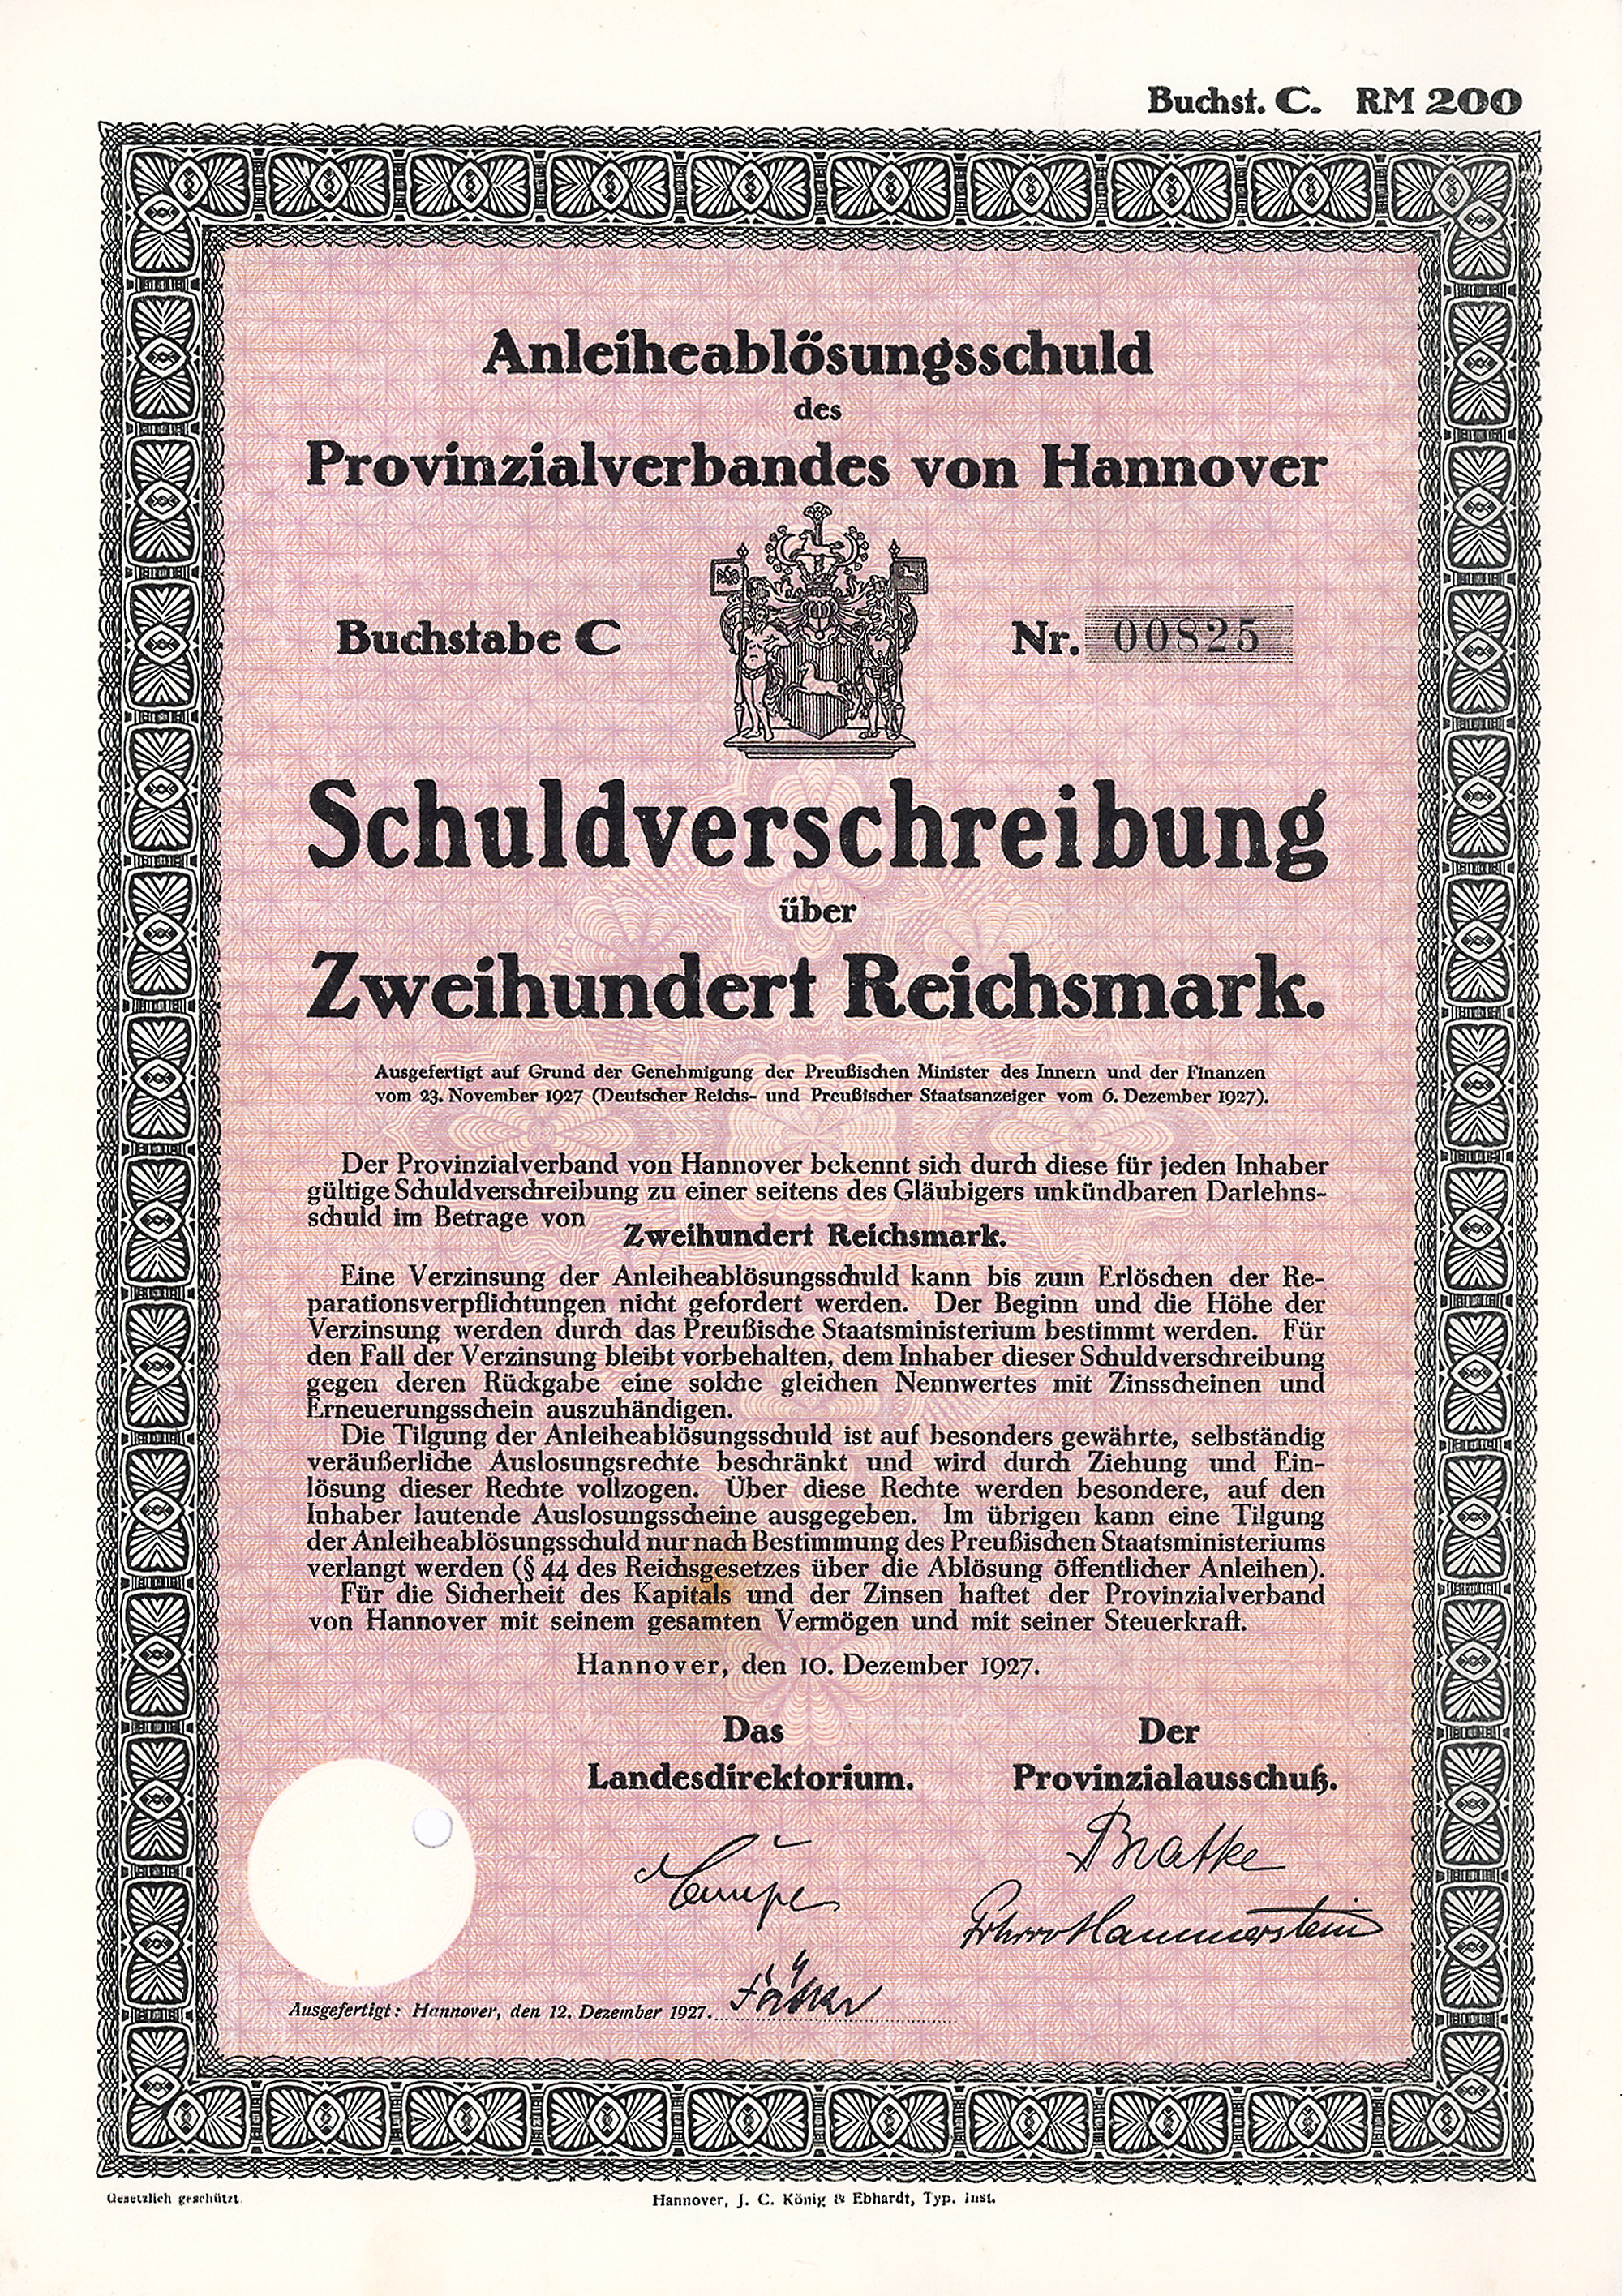 Buchst. C. RM 200
Anleiheablösungsschuld
des
Provinzialverbandes von Hannover
Buchstabe C
Nr. 00825
Schuldverschreibung
über
Zweihundert Reichsmark.
Ausgefertigt auf Grund der Genehmigung der Preußischen Minister des Innern und der Finanzen
vom 23. November 1927 (Deutscher Reichs- und Preußischer Staatsanzeiger vom 6. Dezember 1927).
Der Provinzialverband von Hannover bekennt sich durch diese für jeden Inhaber
gültige Schuldverschreibung zu einer seitens des Gläubigers unkündbaren Darlehns-
schuld im Betrage von
Zweihundert Reichsmark.
Eine Verzinsung der Anleiheablösungsschuld kann bis zum Erlöschen der Re-
parationsverpflichtungen nicht gefordert werden. Der Beginn und die Höhe der
Verzinsung werden durch das Preußische Staatsministerium bestimmt werden. Für
den Fall der Verzinsung bleibt vorbehalten, dem Inhaber dieser Schuldverschreibung
gegen deren Rückgabe eine solche gleichen Nennwertes mit Zinsscheinen und
Erneuerungsschein auszuhändigen.
Die Tilgung der Anleiheablösungsschuld ist auf besonders gewährte, selbständig
veräußerliche Auslosungsrechte beschränkt und wird durch Ziehung und Ein-
lösung dieser Rechte vollzogen. Über diese Rechte werden besondere, auf den
Inhaber lautende Auslosungsscheine ausgegeben. Im übrigen kann eine Tilgung
der Anleiheablösungsschuld nur nach Bestimmung des Preußischen Staatsministeriums
verlangt werden (§ 44 des Reichsgesetzes über die Ablösung öffentlicher Anleihen).
Für die Sicherheit des Kapitals und der Zinsen haftet der Provinzialverband
von Hannover mit seinem gesamten Vermögen und mit seiner Steuerkraft.
Hannover, den 10. Dezember 1927.
Das
Landesdirektorium.
Der
Provinzialausschuß.
Bratke
Hammerstein
Ausgefertigt: Hannover, den 12. Dezember 1927.
Gesetzlich geschützt.
Hannover, J. C. König & Ebhardt, Typ. Inst.